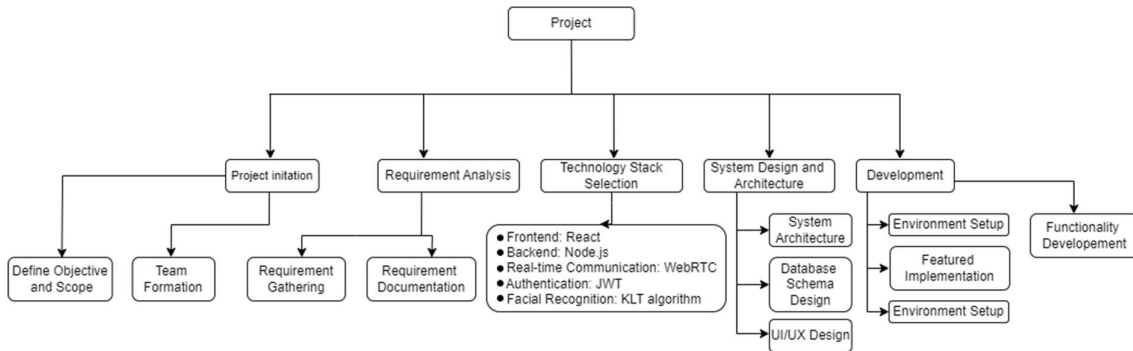 Project
Project initation
Requirement Analysis
Technology Stack
Selection
System Design and
Architecture
Development
Define Objective
and Scope
Team
Formation
Requirement
Gathering
Requirement
Documentation
Frontend: React
Backend: Node.js
Real-time Communication: WebRTC
Authentication: JWT
Facial Recognition: KLT algorithm
System
Architecture
Database
Schema
Design
UI/UX Design
Environment Setup
Featured
Implementation
Environment Setup
Functionality
Developement